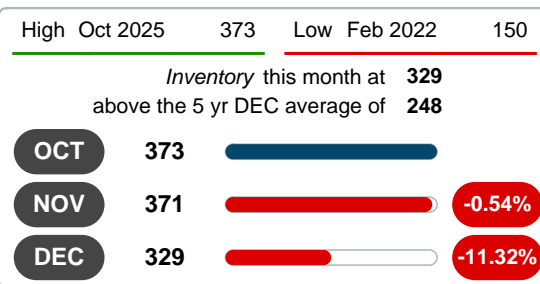 High Oct 2025 373 Low Feb 2022 150
Inventory this month at 329
above the 5 yr DEC average of 248
OCT 373
NOV 371 -0.54%
DEC 329 -11.32%